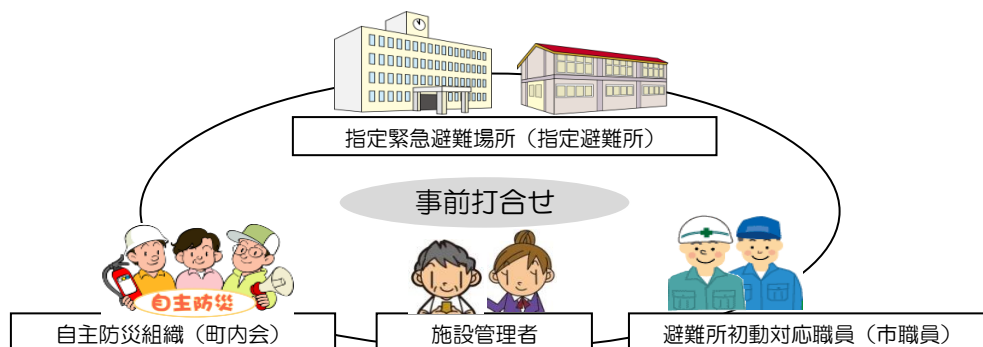 指定緊急避難場所（指定避難所）
事前打合せ
自主防災
自主防災組織（町内会）
施設管理者
避難所初動対応職員（市職員）